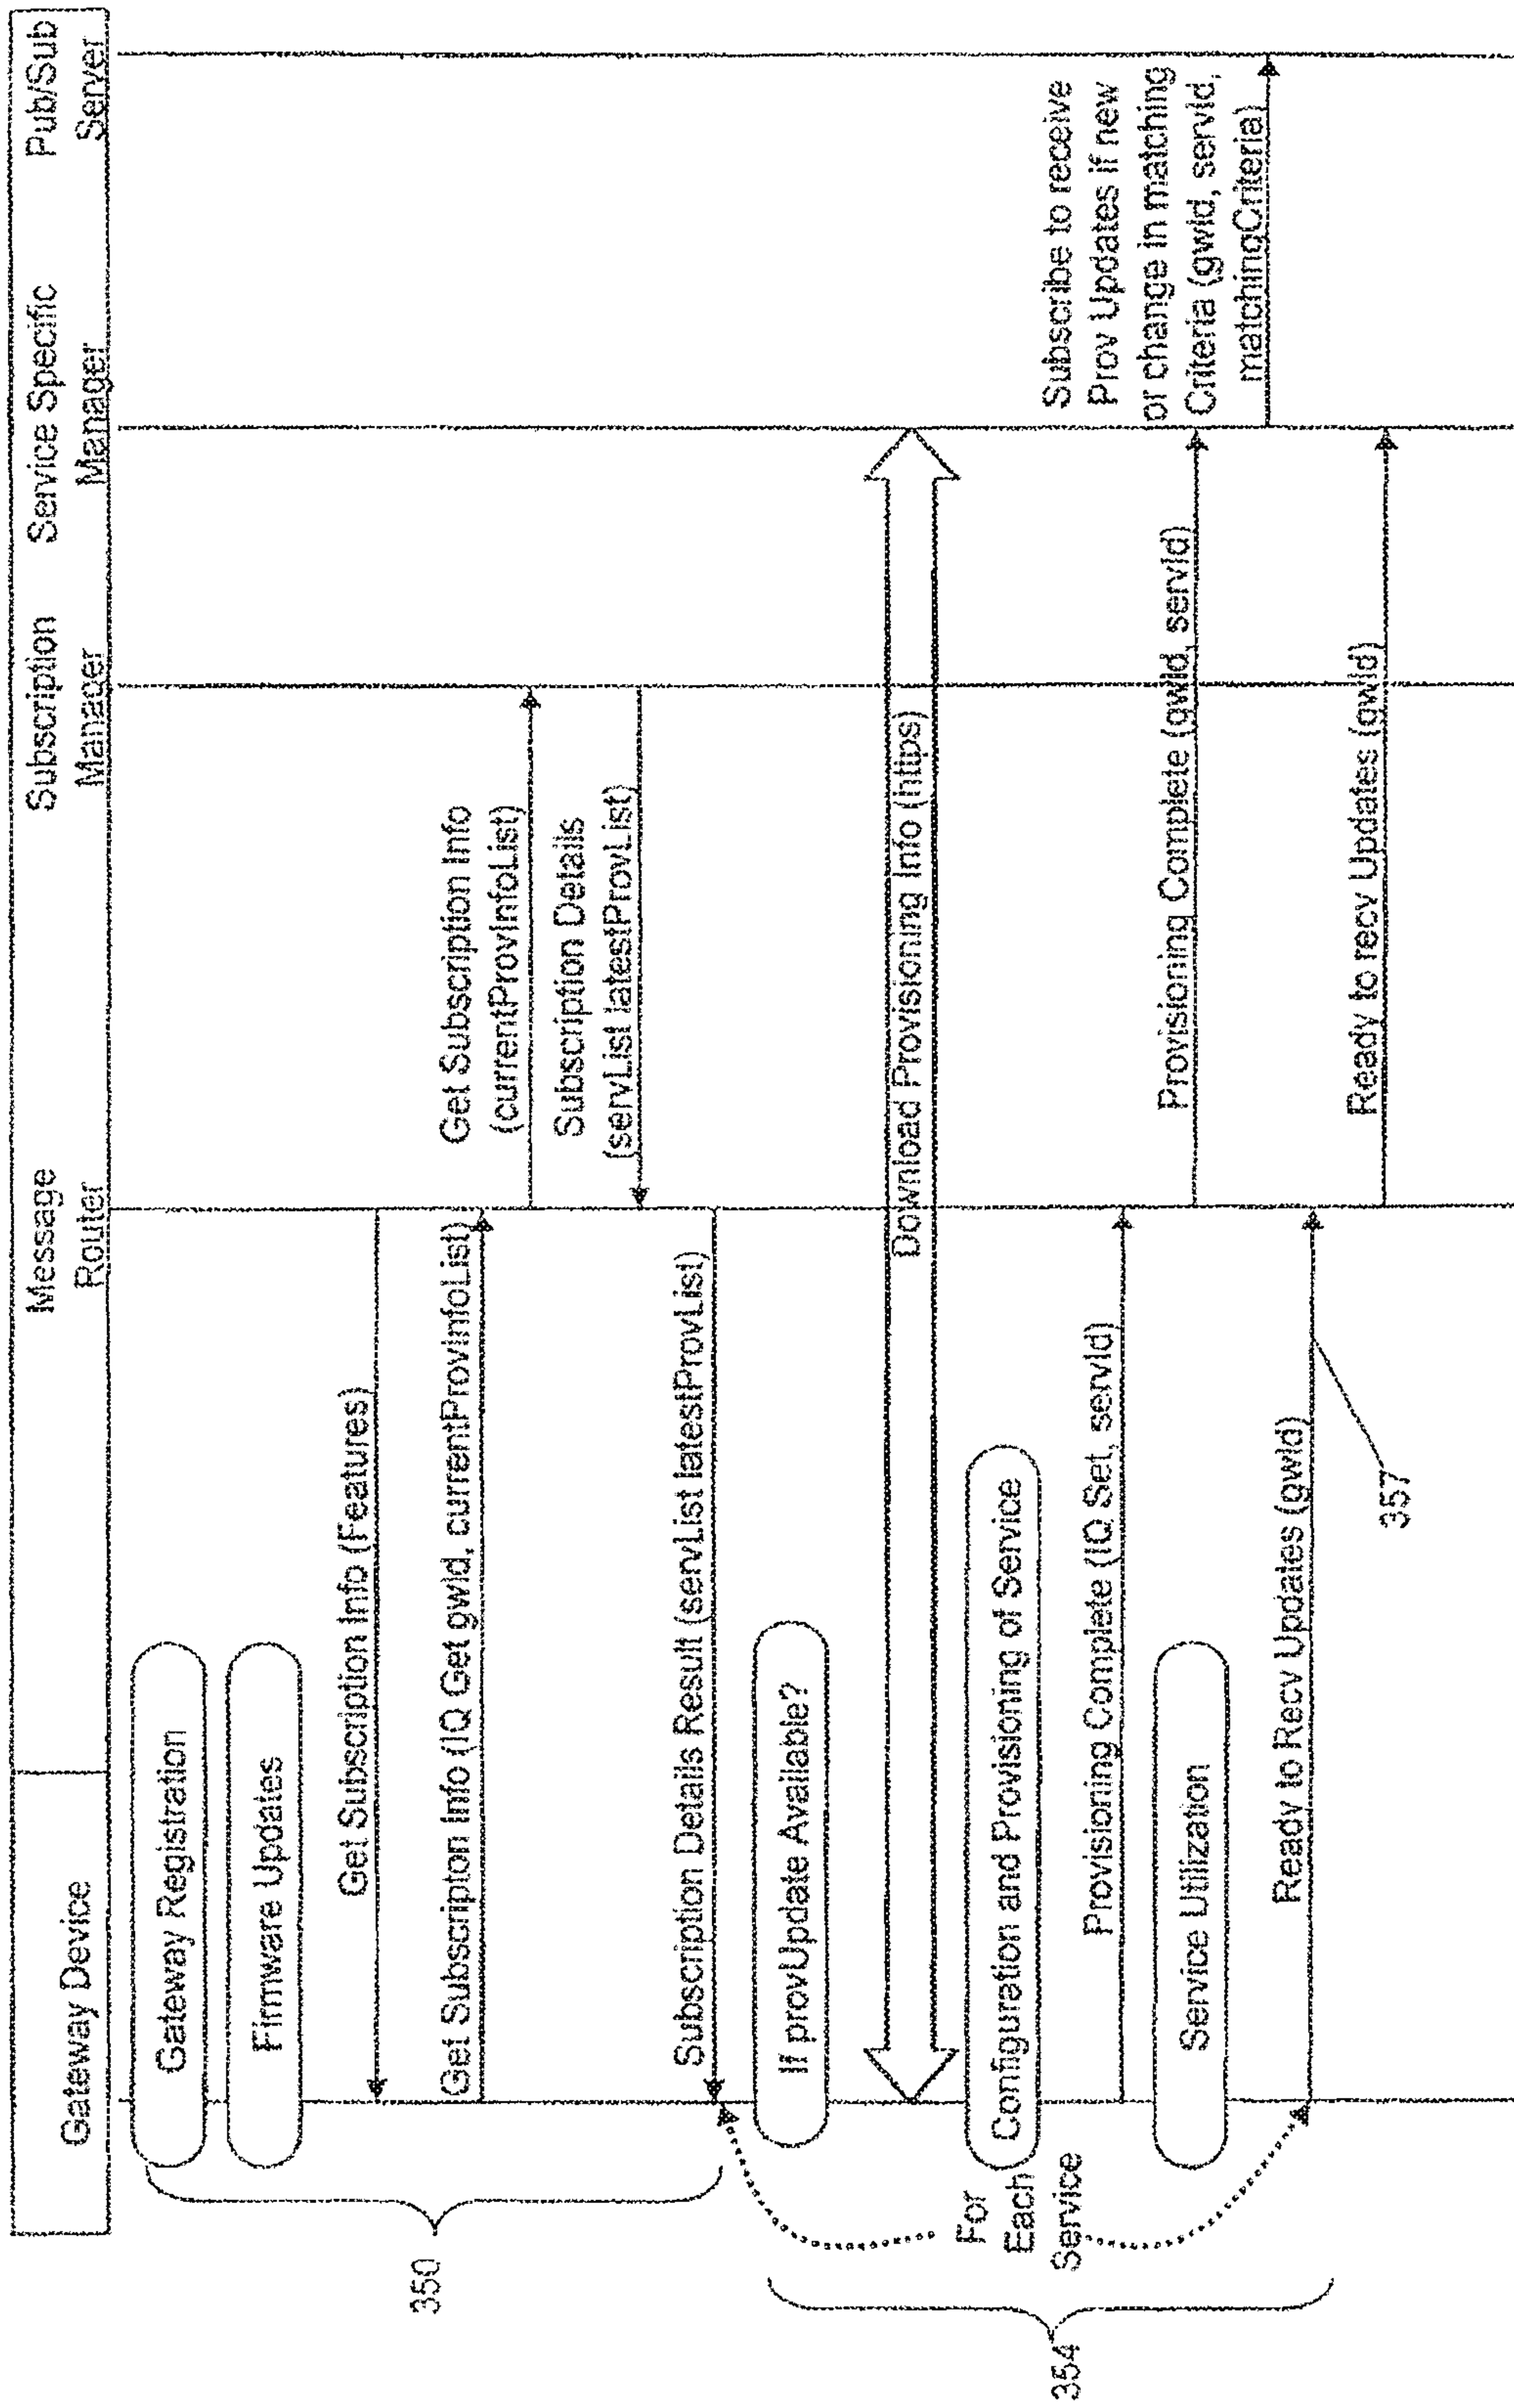 Gateway Device
Message
Router
Subscription
Manager
Service Specific
Manager
Pub/Sub
Server
Gateway Registration
Firmware Updates
Get Subscription Info (Features)
Get Subscripton Info (IQ Get gwId, currentProvInfoList)
Get Subscription Info
(currentProvInfoList)
Subscription Details
(servList latestProvList)
Subscription Details Result (servList latestProvList)
350
If provUpdate Available?
Download Provisioning Info (https)
Configuration and Provisioning of Service
For
Each
Service
Provisioning Complete (IQ Set, servId)
Provisioning Complete (gwId, servId)
Subscribe to receive
Prov Updates if new
or change in matching
Criteria (gwId, servId,
matchingCriteria)
Service Utilization
Ready to Recv Updates (gwId)
357
Ready to recv Updates (gwId)
354